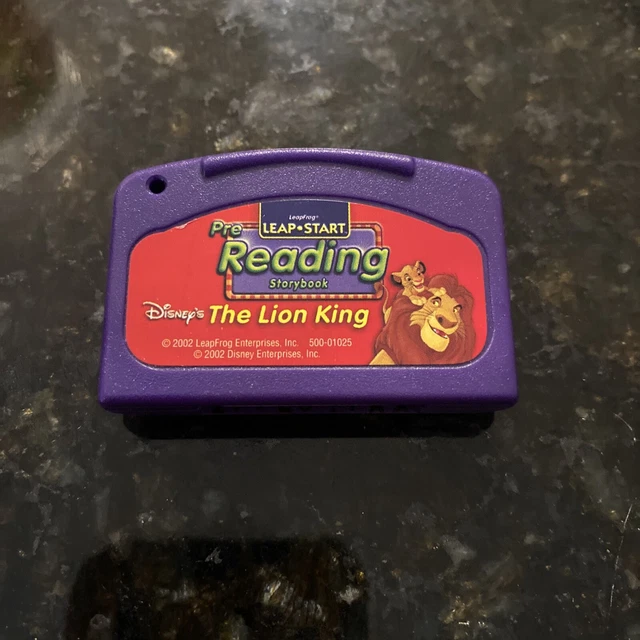 LeapFrog™
LEAP•START
Pre
Reading
Storybook
Disney's The Lion King
© 2002 LeapFrog Enterprises, Inc. 500-01025
© 2002 Disney Enterprises, Inc.